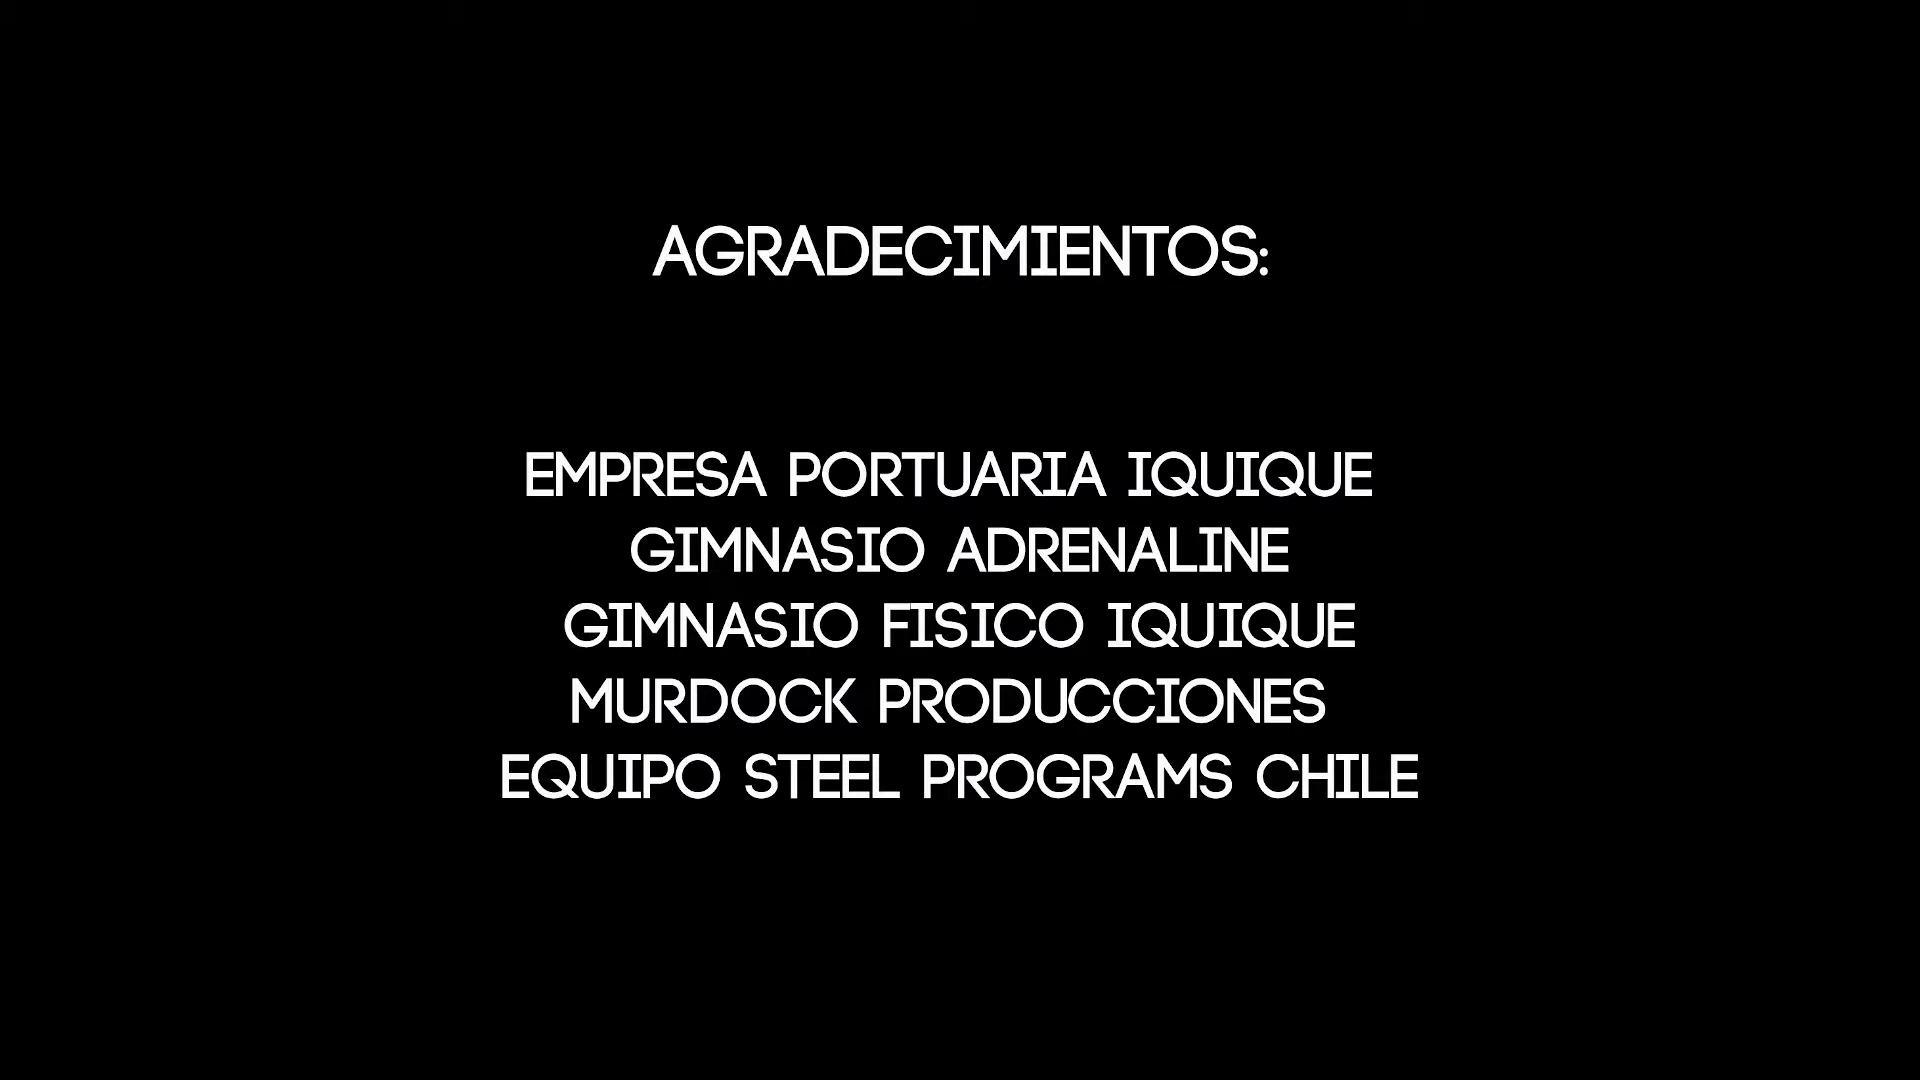 AGRADECIMIENTOS:
EMPRESA PORTUARIA IQUIQUE
GIMNASIO ADRENALINE
GIMNASIO FISICO IQUIQUE
MURDOCK PRODUCCIONES
EQUIPO STEEL PROGRAMS CHILE